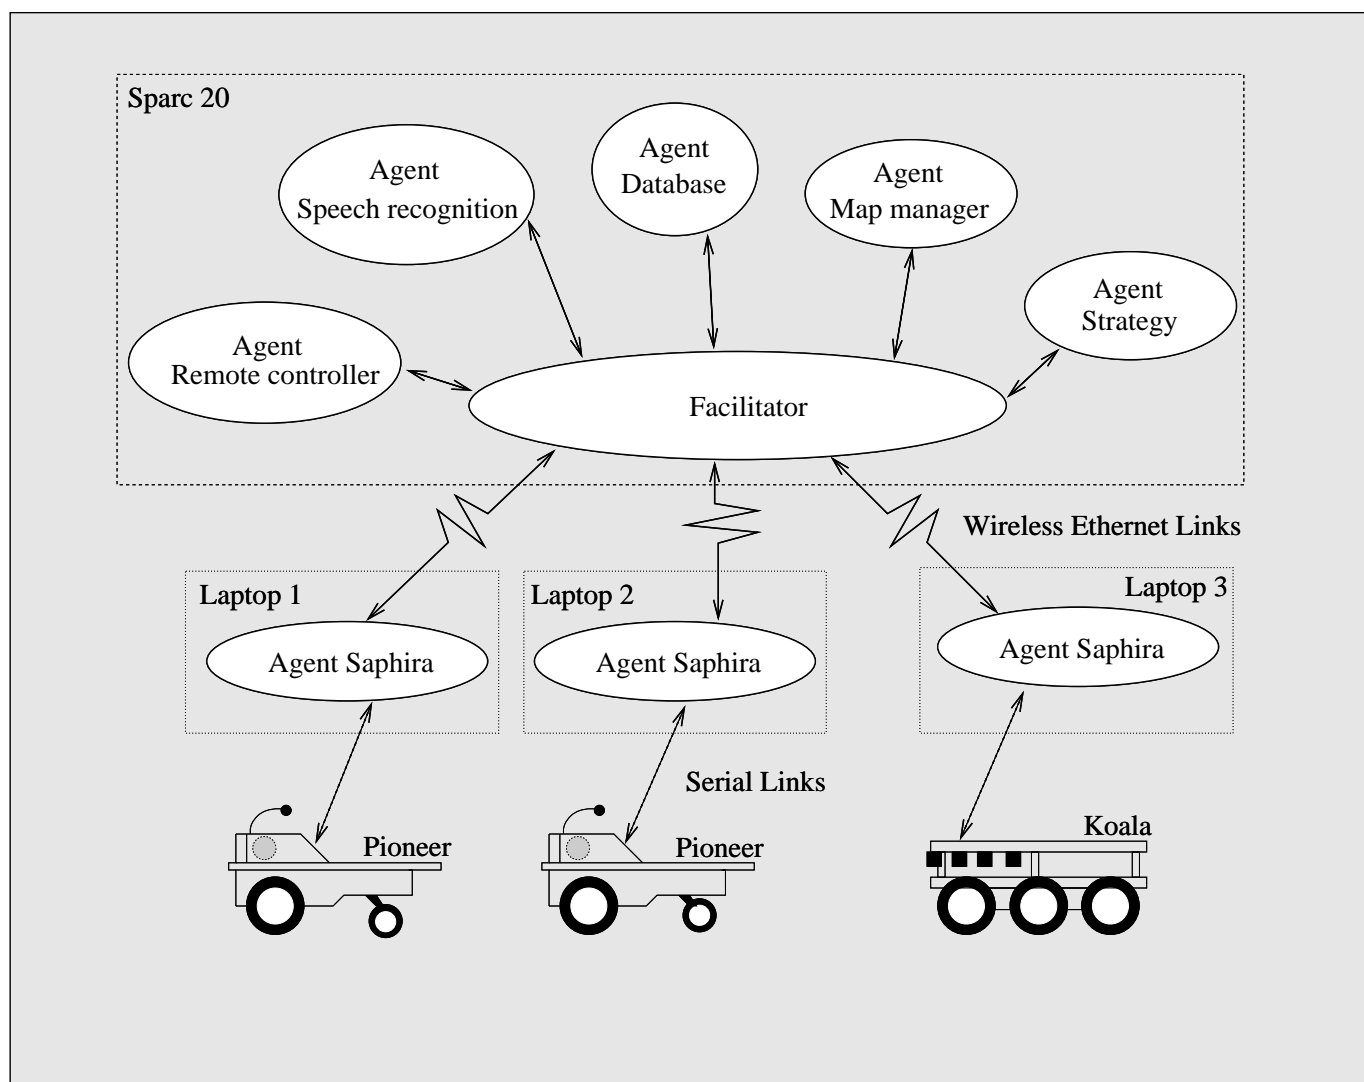 Sparc 20
Agent
Speech recognition
Agent
Database
Agent
Map manager
Agent
Strategy
Agent
Remote controller
Facilitator
Wireless Ethernet Links
Laptop 1
Agent Saphira
Laptop 2
Agent Saphira
Laptop 3
Agent Saphira
Serial Links
Pioneer
Pioneer
Koala